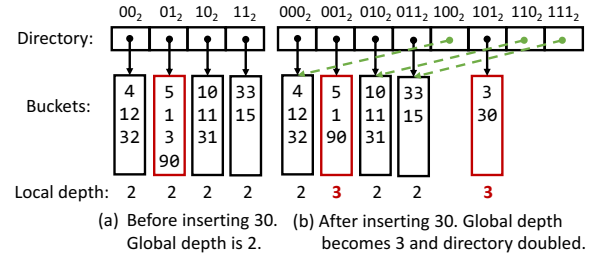 00₂ 01₂ 10₂ 11₂ 000₂ 001₂ 010₂ 011₂ 100₂ 101₂ 110₂ 111₂
Directory:
Buckets:
4 5 10 33 4 5 10 33 3
12 1 11 15 12 1 11 15 30
32 3 31 32 90 31
90
Local depth: 2 2 2 2 2 3 2 2 3
(a) Before inserting 30. Global depth is 2.
(b) After inserting 30. Global depth becomes 3 and directory doubled.